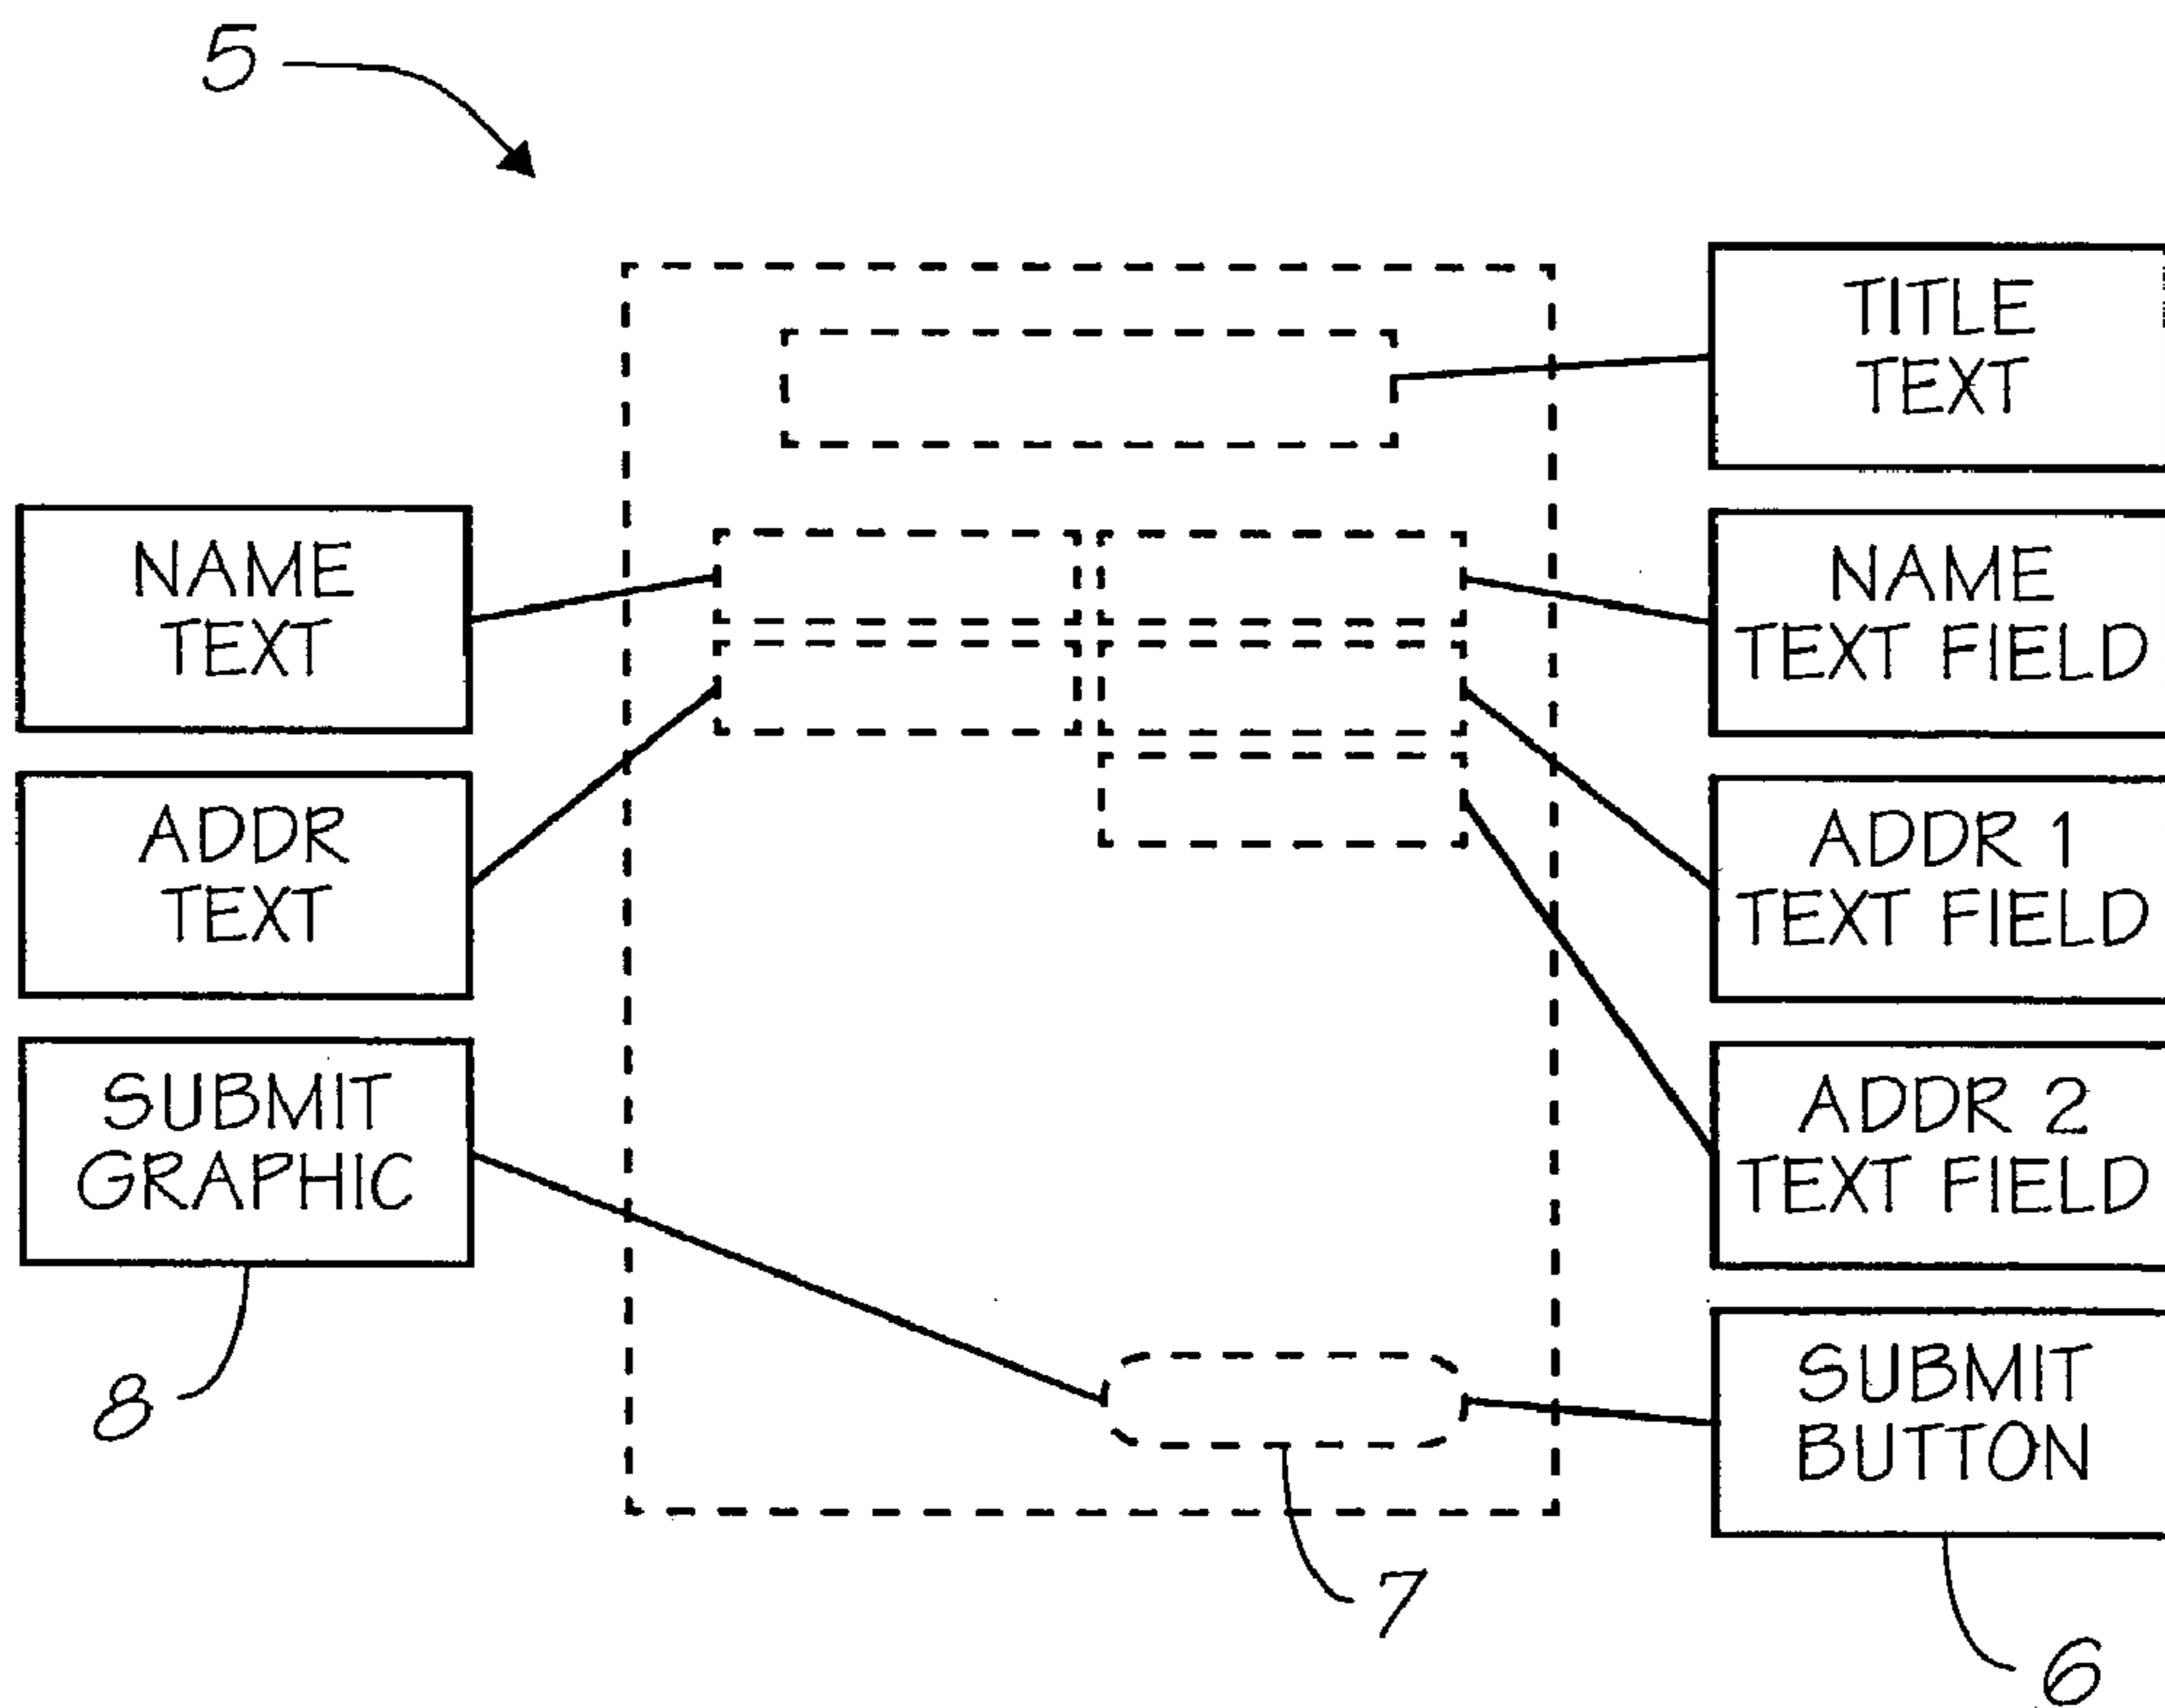 5
TITLE
TEXT
NAME
TEXT
NAME
TEXT FIELD
ADDR
TEXT
ADDR 1
TEXT FIELD
SUBMIT
GRAPHIC
ADDR 2
TEXT FIELD
SUBMIT
BUTTON
8
7
6